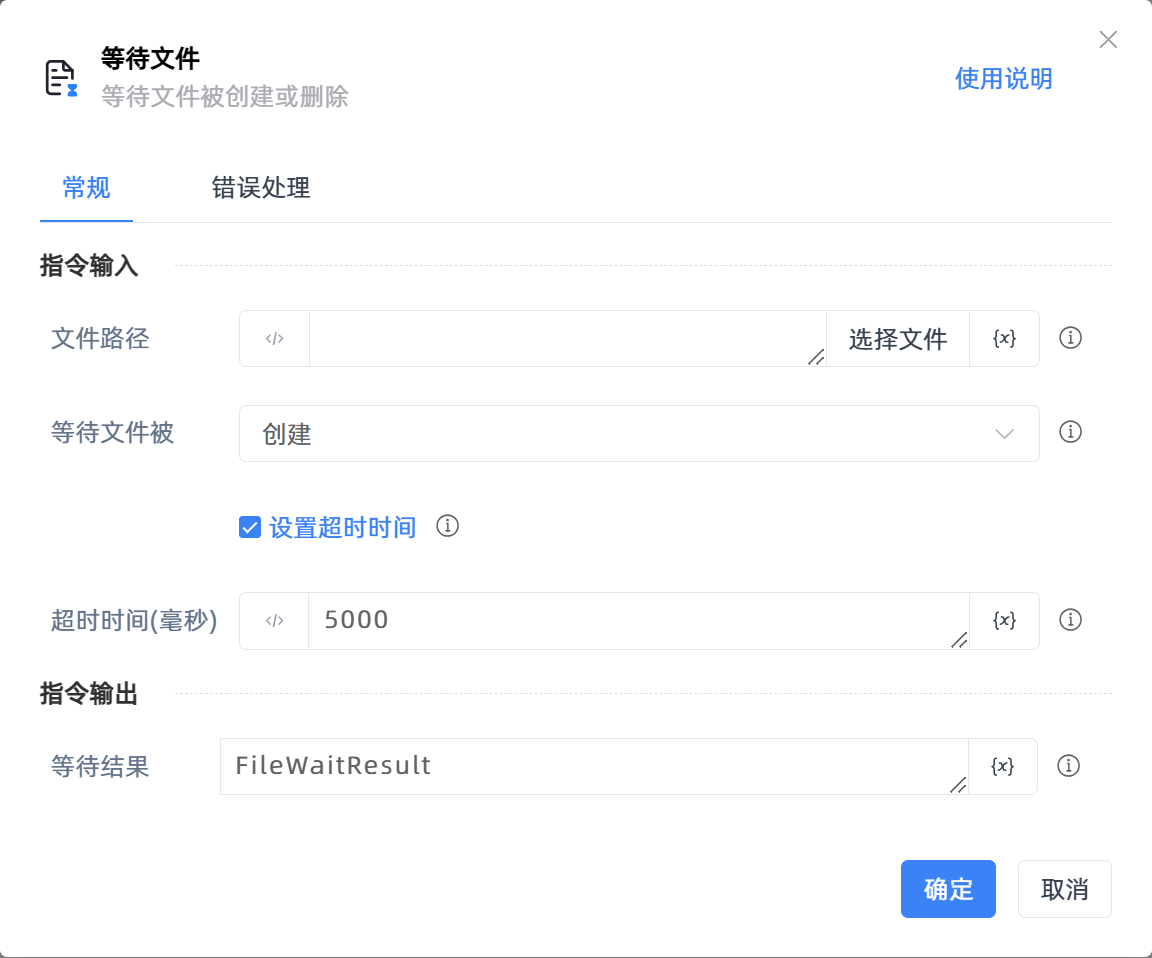 等待文件
等待文件被创建或删除
使用说明
常规 错误处理
指令输入
文件路径 </> 选择文件 {x}
等待文件被 创建
设置超时时间
超时时间(毫秒) </> 5000 {x}
指令输出
等待结果 FileWaitResult {x}
确定 取消